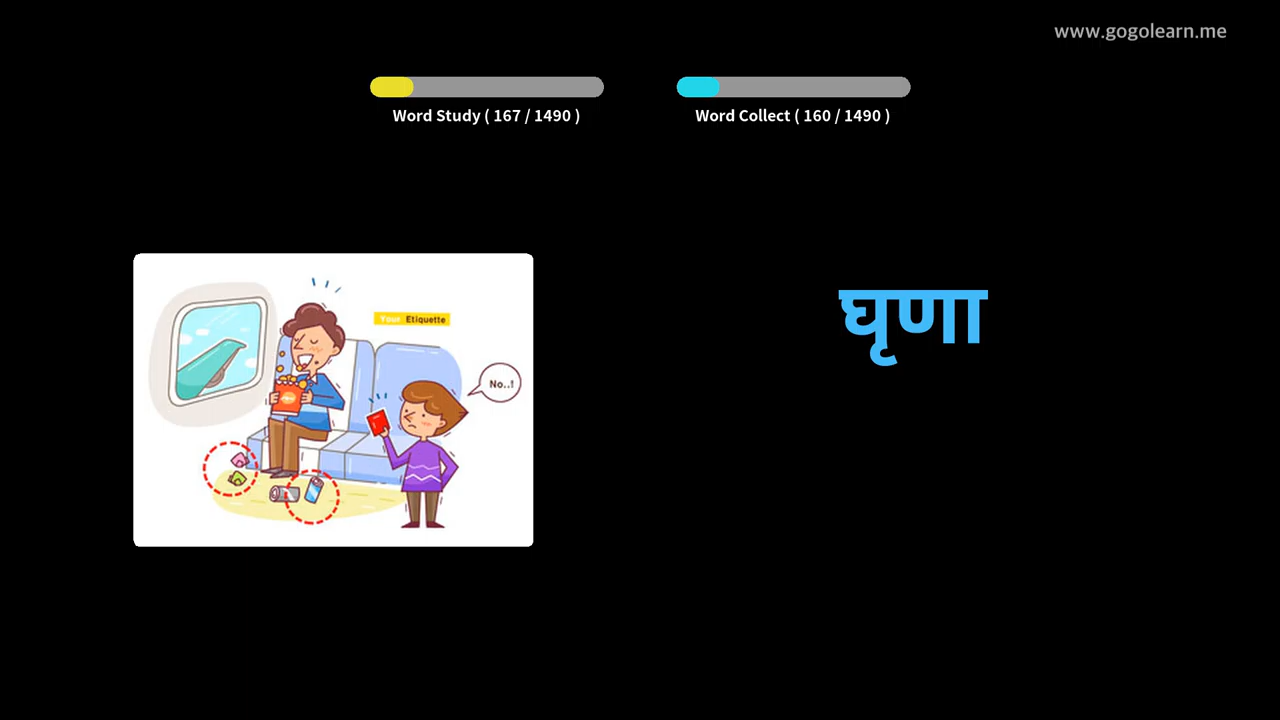 www.gogolearn.me
Word Study ( 167 / 1490 )
Word Collect ( 160 / 1490 )
घृणा
Your Etiquette
No..!